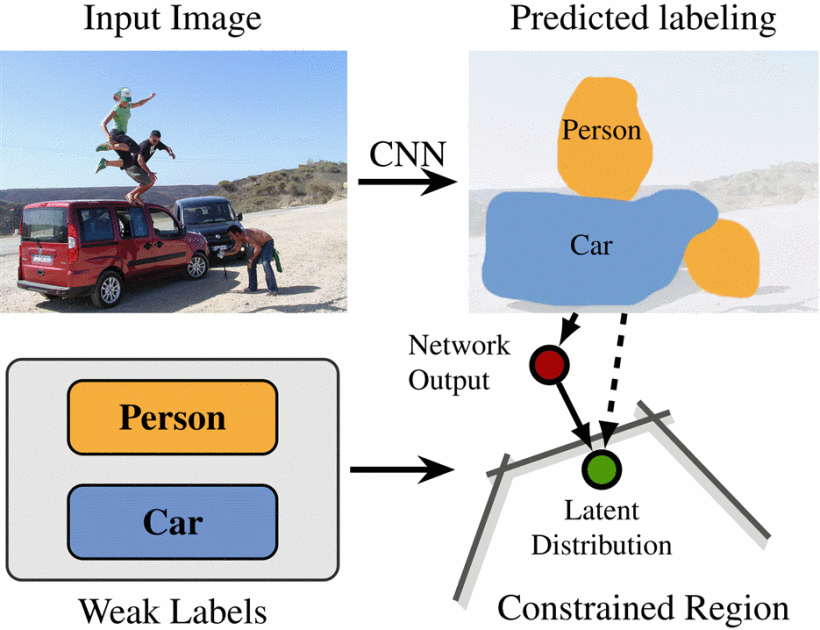 Input Image
Predicted labeling
CNN
Person
Car
Network
Output
Person
Car
Latent
Distribution
Weak Labels
Constrained Region